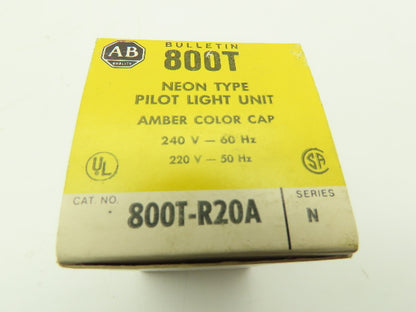 AB
QUALITY
BULLETIN
800T
NEON TYPE
PILOT LIGHT UNIT
AMBER COLOR CAP
240 V — 60 Hz
220 V — 50 Hz
UL
SA
CAT. NO.
800T-R20A
SERIES
N